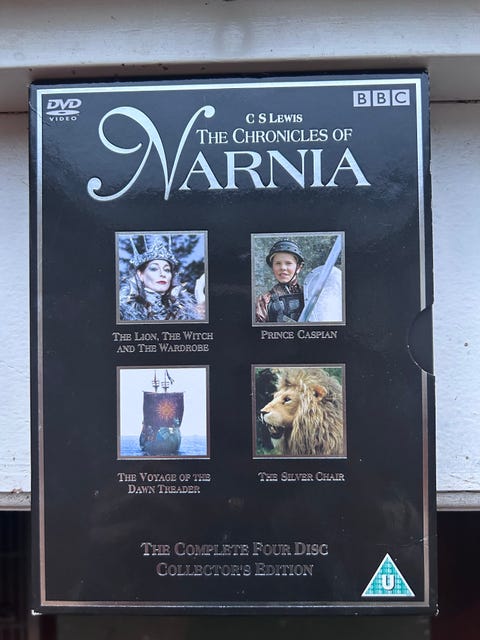 DVD
VIDEO
BBC
C S LEWIS
THE CHRONICLES OF
NARNIA
THE LION, THE WITCH
AND THE WARDROBE
PRINCE CASPIAN
THE VOYAGE OF THE
DAWN TREADER
THE SILVER CHAIR
THE COMPLETE FOUR DISC
COLLECTOR'S EDITION
U